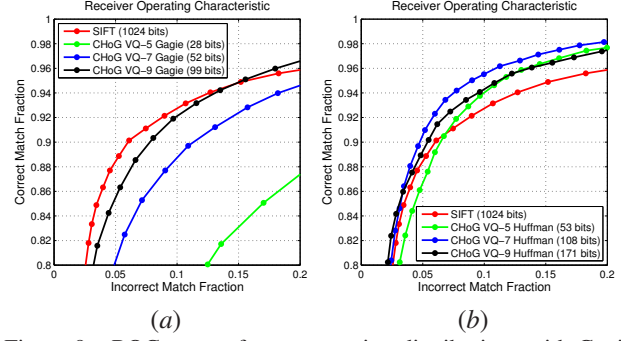 Receiver Operating Characteristic
1
0.98
0.96
0.94
0.92
0.9
0.88
0.86
0.84
0.82
0.8
Correct Match Fraction
SIFT (1024 bits)
CHoG VQ−5 Gagie (28 bits)
CHoG VQ−7 Gagie (52 bits)
CHoG VQ−9 Gagie (99 bits)
0 0.05 0.1 0.15 0.2
Incorrect Match Fraction
(a)
Receiver Operating Characteristic
1
0.98
0.96
0.94
0.92
0.9
0.88
0.86
0.84
0.82
0.8
Correct Match Fraction
SIFT (1024 bits)
CHoG VQ−5 Huffman (53 bits)
CHoG VQ−7 Huffman (108 bits)
CHoG VQ−9 Huffman (171 bits)
0 0.05 0.1 0.15 0.2
Incorrect Match Fraction
(b)